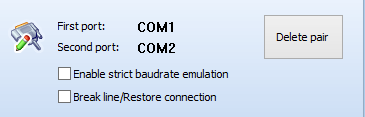 First port: COM1
Second port: COM2
Delete pair
Enable strict baudrate emulation
Break line/Restore connection